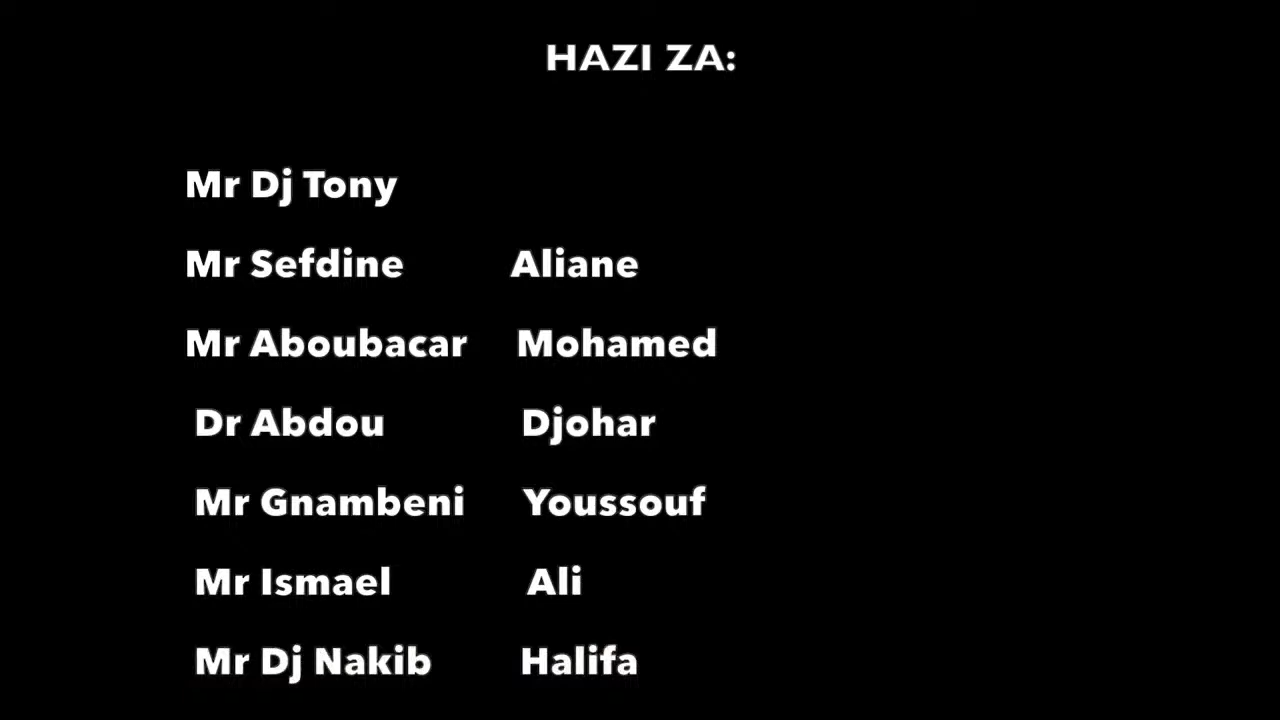 HAZI ZA:
Mr Dj Tony
Mr Sefdine Aliane
Mr Aboubacar Mohamed
Dr Abdou Djohar
Mr Gnambeni Youssouf
Mr Ismael Ali
Mr Dj Nakib Halifa